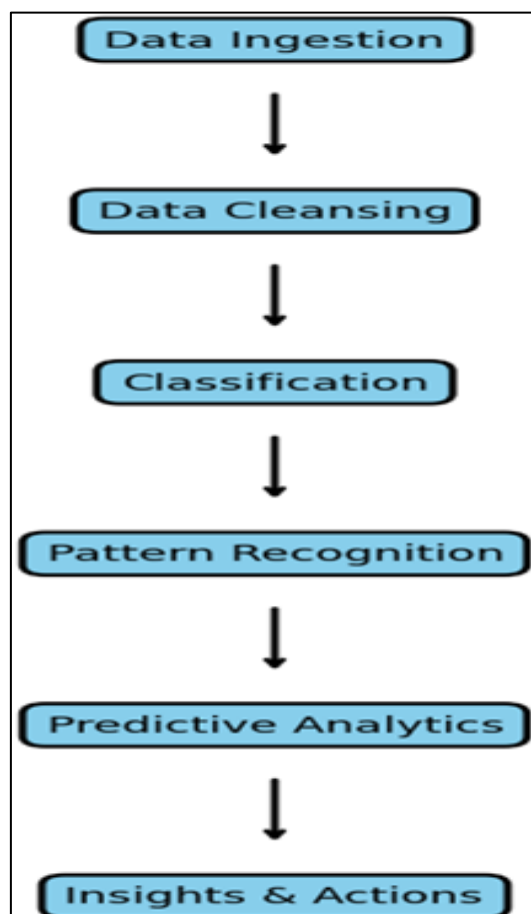 Data Ingestion
Data Cleansing
Classification
Pattern Recognition
Predictive Analytics
Insights & Actions